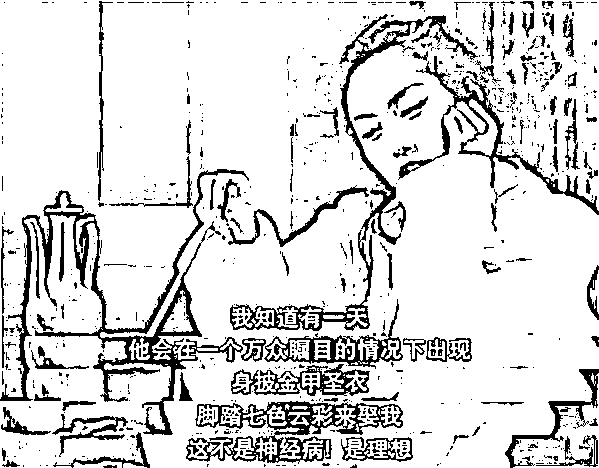 我知道有一天
他会在一个万众瞩目的情况下出现
身披金甲圣衣
脚踏七色云彩来娶我
这不是神经病！是理想